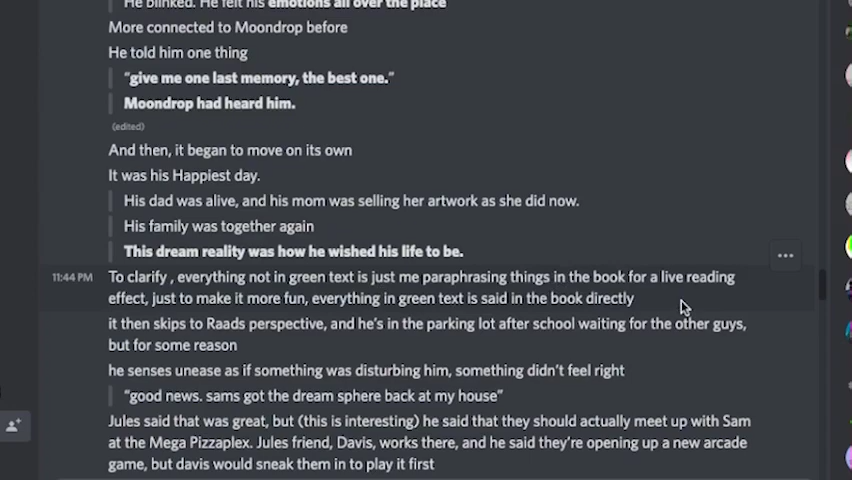 He blinked. He felt his emotions all over the place
More connected to Moondrop before
He told him one thing
"give me one last memory, the best one."
Moondrop had heard him.
(edited)
And then, it began to move on its own
It was his Happiest day.
His dad was alive, and his mom was selling her artwork as she did now.
His family was together again
This dream reality was how he wished his life to be.
11:44 PM To clarify , everything not in green text is just me paraphrasing things in the book for a live reading
effect, just to make it more fun, everything in green text is said in the book directly
it then skips to Raads perspective, and he's in the parking lot after school waiting for the other guys,
but for some reason
he senses unease as if something was disturbing him, something didn't feel right
"good news. sams got the dream sphere back at my house"
Jules said that was great, but (this is interesting) he said that they should actually meet up with Sam
at the Mega Pizzaplex. Jules friend, Davis, works there, and he said they're opening up a new arcade
game, but davis would sneak them in to play it first